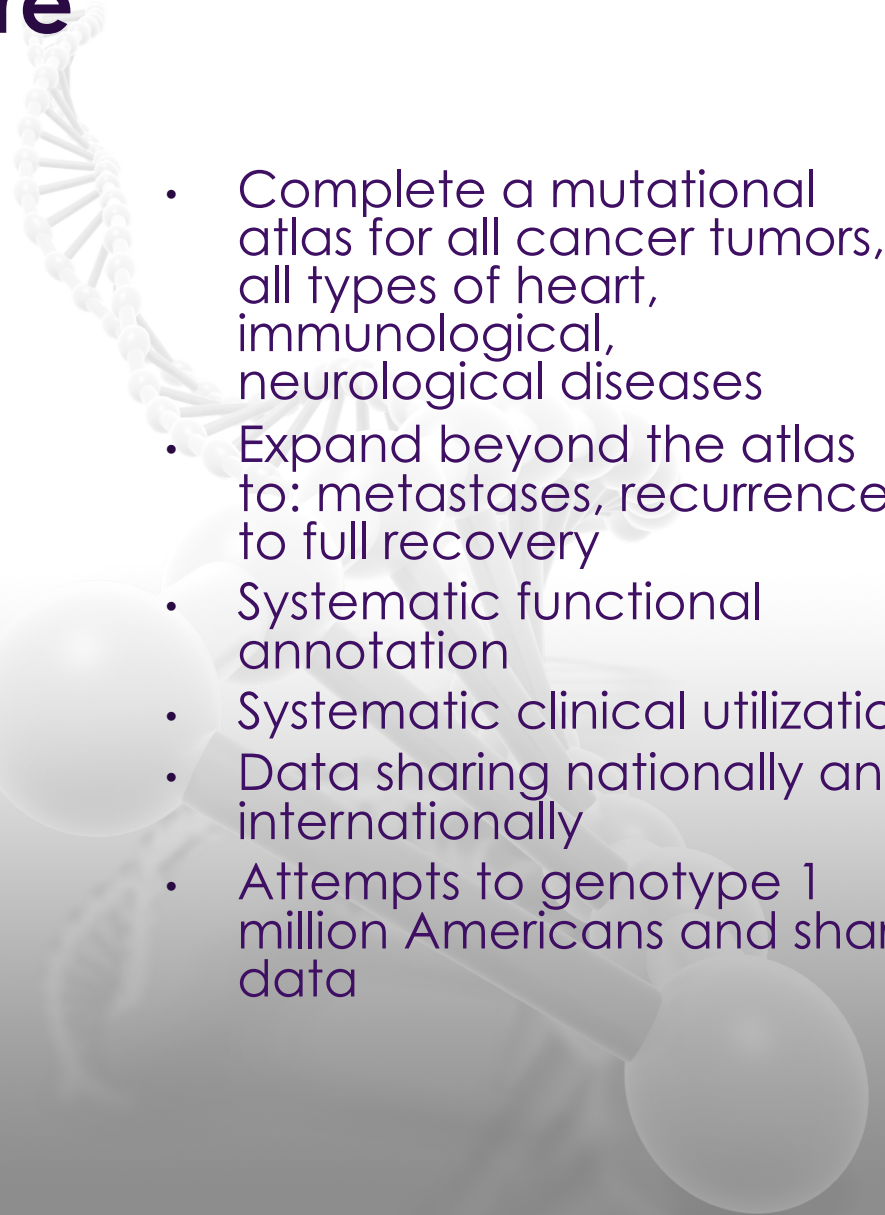 re
• Complete a mutational
atlas for all cancer tumors,
all types of heart,
immunological,
neurological diseases
• Expand beyond the atlas
to: metastases, recurrence
to full recovery
• Systematic functional
annotation
• Systematic clinical utilizatio
• Data sharing nationally an
internationally
• Attempts to genotype 1
million Americans and shar
data